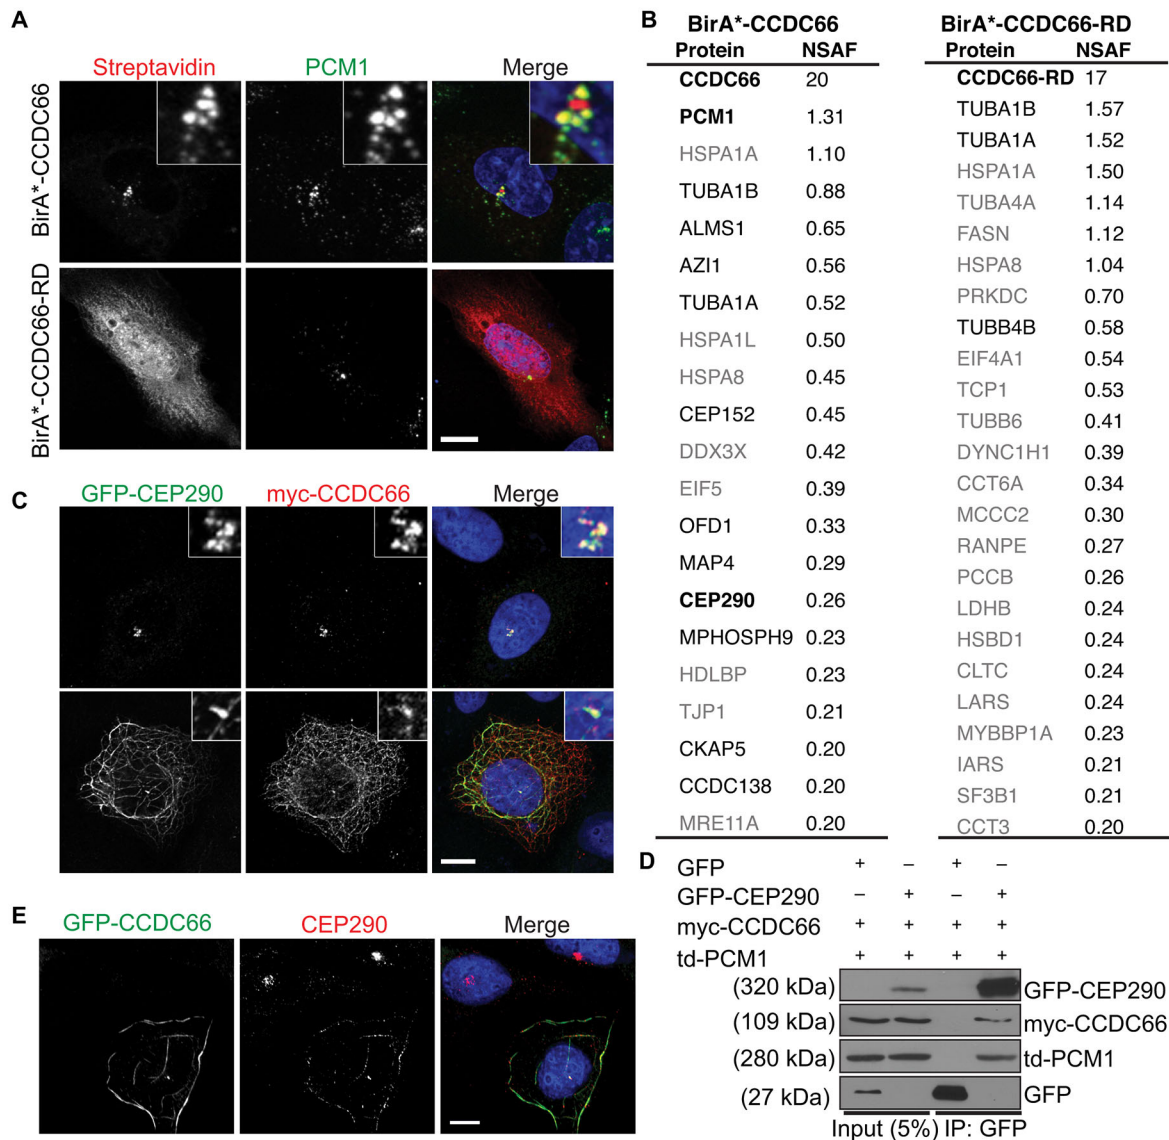 A
Streptavidin PCM1 Merge
BirA*-CCDC66
BirA*-CCDC66-RD
B
BirA*-CCDC66
Protein NSAF
CCDC66 20
PCM1 1.31
HSPA1A 1.10
TUBA1B 0.88
ALMS1 0.65
AZI1 0.56
TUBA1A 0.52
HSPA1L 0.50
HSPA8 0.45
CEP152 0.45
DDX3X 0.42
EIF5 0.39
OFD1 0.33
MAP4 0.29
CEP290 0.26
MPHOSPH9 0.23
HDLBP 0.23
TJP1 0.21
CKAP5 0.20
CCDC138 0.20
MRE11A 0.20
BirA*-CCDC66-RD
Protein NSAF
CCDC66-RD 17
TUBA1B 1.57
TUBA1A 1.52
HSPA1A 1.50
TUBA4A 1.14
FASN 1.12
HSPA8 1.04
PRKDC 0.70
TUBB4B 0.58
EIF4A1 0.54
TCP1 0.53
TUBB6 0.41
DYNC1H1 0.39
CCT6A 0.34
MCCC2 0.30
RANPE 0.27
PCCB 0.26
LDHB 0.24
HSBD1 0.24
CLTC 0.24
LARS 0.24
MYBBP1A 0.23
IARS 0.21
SF3B1 0.21
CCT3 0.20
C
GFP-CEP290 myc-CCDC66 Merge
D
GFP + – + –
GFP-CEP290 – + – +
myc-CCDC66 + + + +
td-PCM1 + + + +
(320 kDa) GFP-CEP290
(109 kDa) myc-CCDC66
(280 kDa) td-PCM1
(27 kDa) GFP
Input (5%) IP: GFP
E
GFP-CCDC66 CEP290 Merge